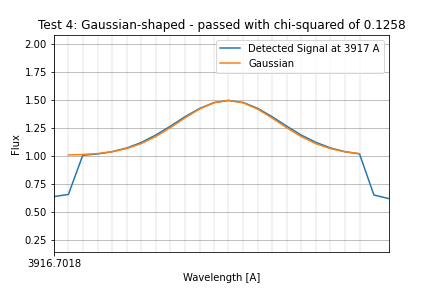 Test 4: Gaussian-shaped - passed with chi-squared of 0.1258
2.00
1.75
1.50
1.25
1.00
0.75
0.50
0.25
Flux
Detected Signal at 3917 A
Gaussian
3916.7018
Wavelength [A]